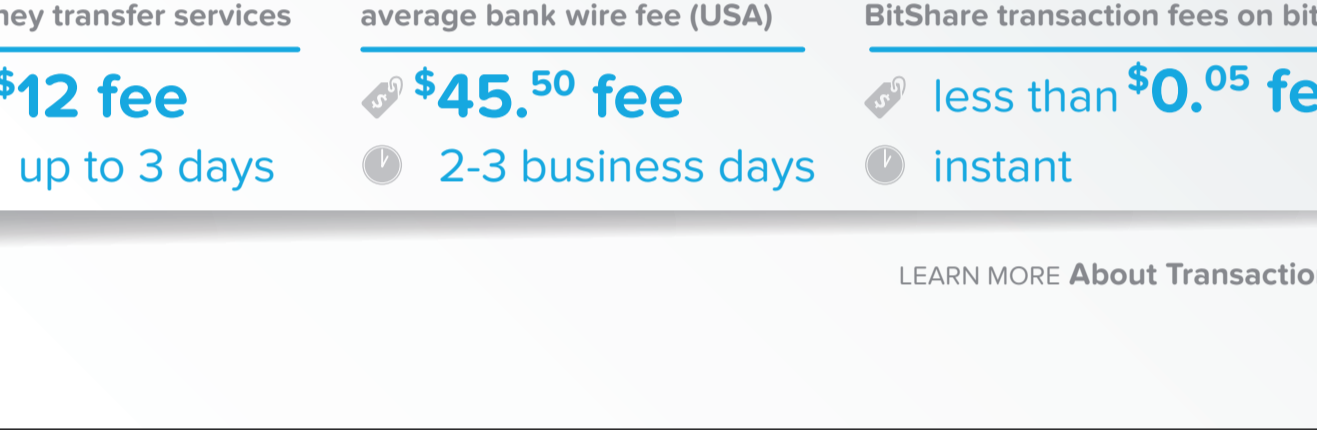 ney transfer services
$12 fee
up to 3 days
average bank wire fee (USA)
$45.50 fee
2-3 business days
BitShare transaction fees on bit
less than $0.05 fe
instant
LEARN MORE About Transactio